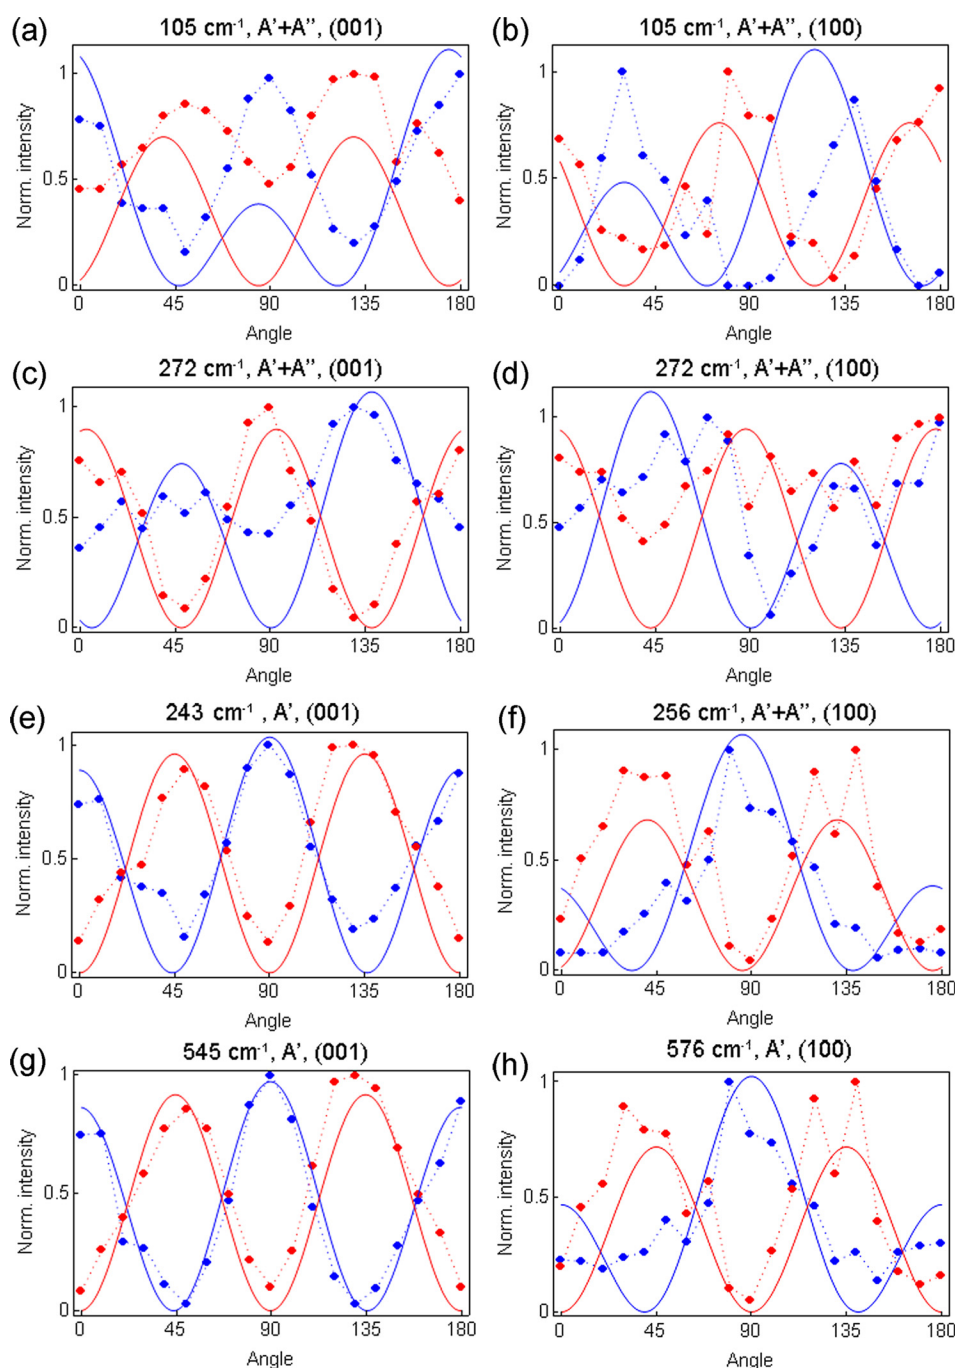 (a) 105 cm⁻¹, A’+A’’, (001)
Norm. intensity
1
0.5
0
0 45 90 135 180
Angle
(b) 105 cm⁻¹, A’+A’’, (100)
Norm. intensity
1
0.5
0
0 45 90 135 180
Angle
(c) 272 cm⁻¹, A’+A’’, (001)
Norm. intensity
1
0.5
0
0 45 90 135 180
Angle
(d) 272 cm⁻¹, A’+A’’, (100)
Norm. intensity
1
0.5
0
0 45 90 135 180
Angle
(e) 243 cm⁻¹ , A’, (001)
Norm. intensity
1
0.5
0
0 45 90 135 180
Angle
(f) 256 cm⁻¹, A’+A’’, (100)
Norm. intensity
1
0.5
0
0 45 90 135 180
Angle
(g) 545 cm⁻¹, A’, (001)
Norm. intensity
1
0.5
0
0 45 90 135 180
Angle
(h) 576 cm⁻¹, A’, (100)
Norm. intensity
1
0.5
0
0 45 90 135 180
Angle